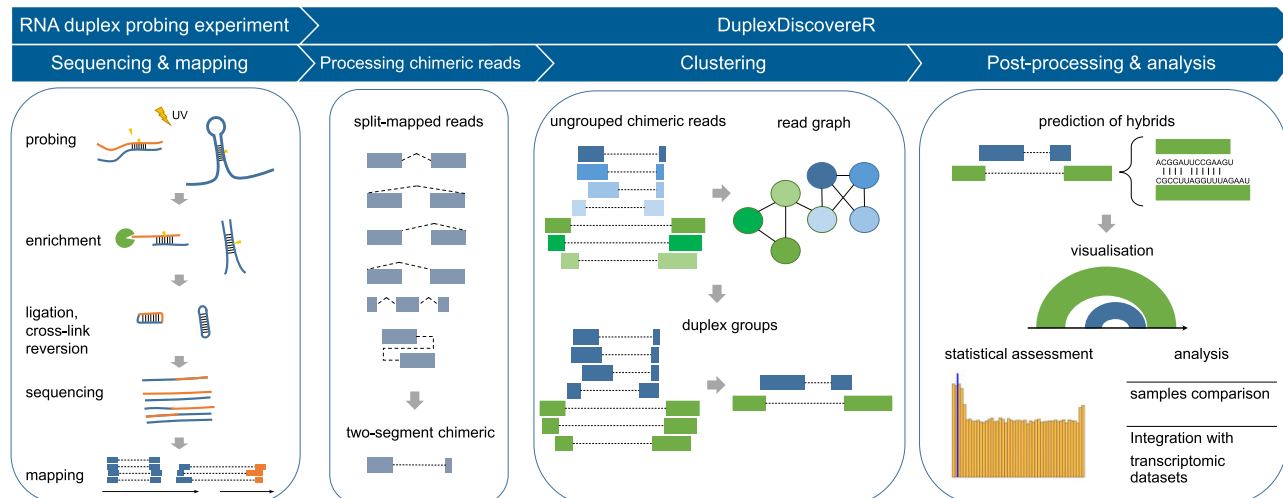 RNA duplex probing experiment
DuplexDiscovereR
Sequencing & mapping
Processing chimeric reads
Clustering
Post-processing & analysis
probing
UV
enrichment
ligation,
cross-link
reversion
sequencing
mapping
split-mapped reads
two-segment chimeric
ungrouped chimeric reads
read graph
duplex groups
prediction of hybrids
ACGGAUUCCGAAGU
CGCCUUAGGUUUAGAAU
visualisation
statistical assessment
analysis
samples comparison
Integration with
transcriptomic
datasets